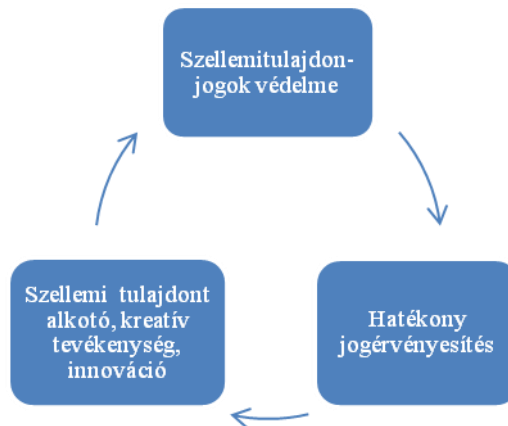 Szellemitulajdon-
jogok védelme
Szellemi tulajdont
alkotó, kreatív
tevékenység,
innováció
Hatékony
jogérvényesítés